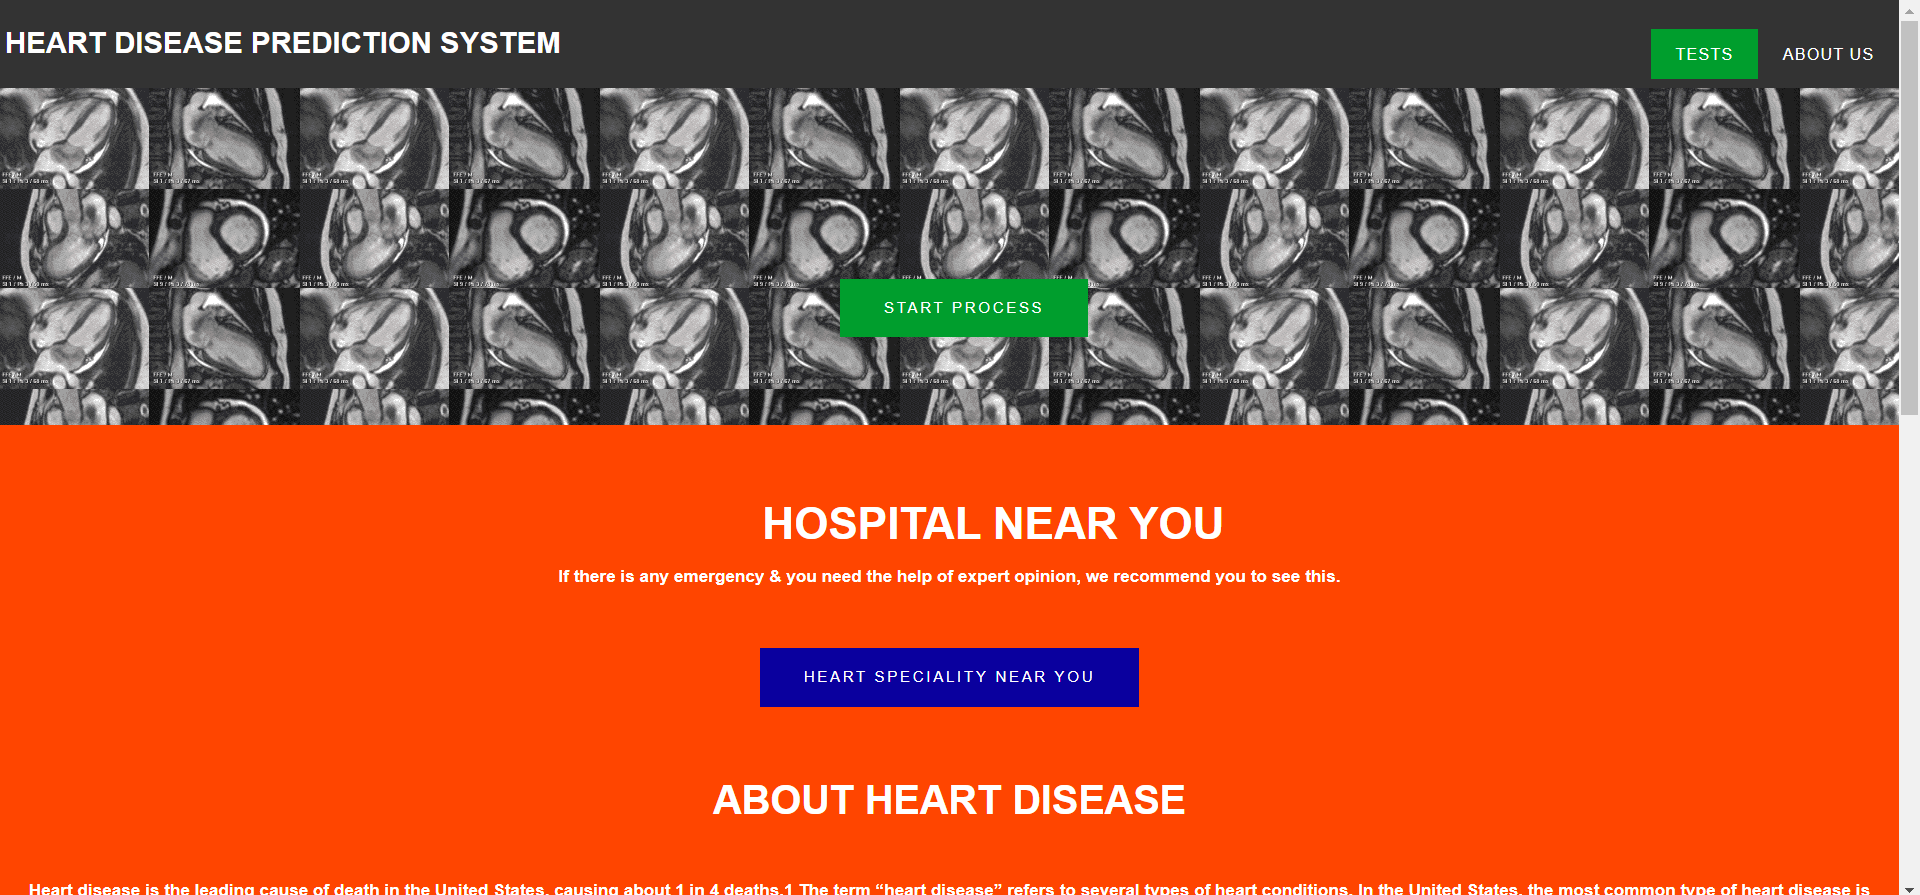 HEART DISEASE PREDICTION SYSTEM
TESTS
ABOUT US
START PROCESS
HOSPITAL NEAR YOU
If there is any emergency & you need the help of expert opinion, we recommend you to see this.
HEART SPECIALITY NEAR YOU
ABOUT HEART DISEASE
Heart disease is the leading cause of death in the United States, causing about 1 in 4 deaths.1 The term “heart disease” refers to several types of heart conditions. In the United States, the most common type of heart disease is